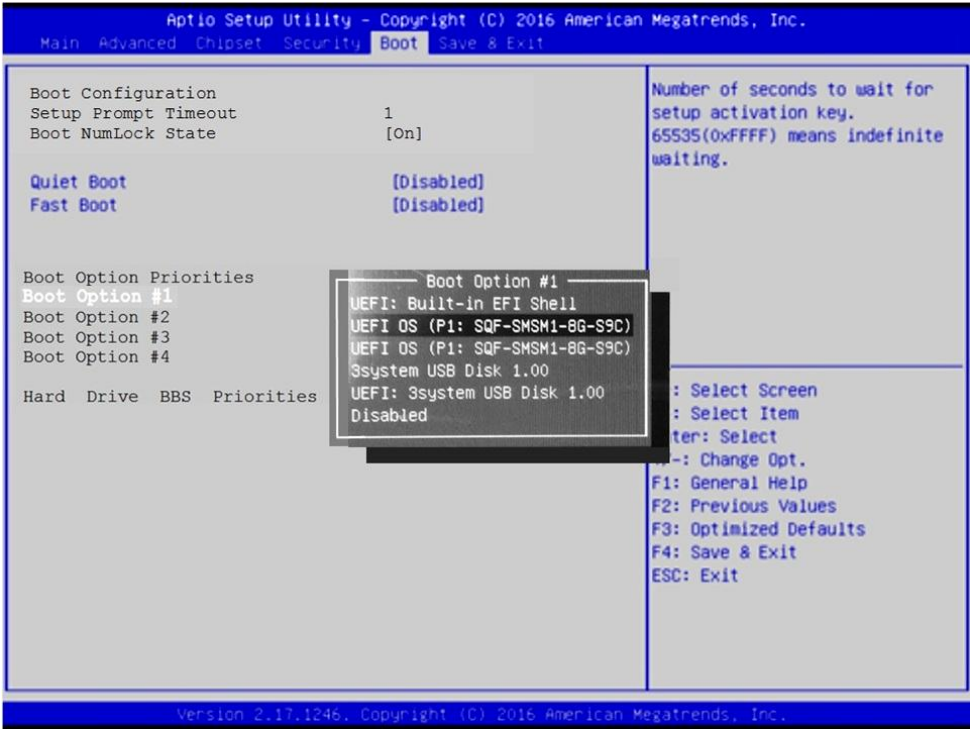 Aptio Setup Utility – Copyright (C) 2016 American Megatrends, Inc.
Main Advanced Chipset Security Boot Save & Exit
Boot Configuration
Setup Prompt Timeout 1
Boot NumLock State [On]
Quiet Boot [Disabled]
Fast Boot [Disabled]
Boot Option Priorities
Boot Option #1
Boot Option #2
Boot Option #3
Boot Option #4
Hard Drive BBS Priorities
Boot Option #1
UEFI: Built-in EFI Shell
UEFI OS (P1: SQF-SMSM1-8G-S9C)
UEFI OS (P1: SQF-SMSM1-8G-S9C)
3system USB Disk 1.00
UEFI: 3system USB Disk 1.00
Disabled
Number of seconds to wait for
setup activation key.
65535(0xFFFF) means indefinite
waiting.
: Select Screen
: Select Item
ter: Select
-: Change Opt.
F1: General Help
F2: Previous Values
F3: Optimized Defaults
F4: Save & Exit
ESC: Exit
Version 2.17.1246. Copyright (C) 2016 American Megatrends, Inc.